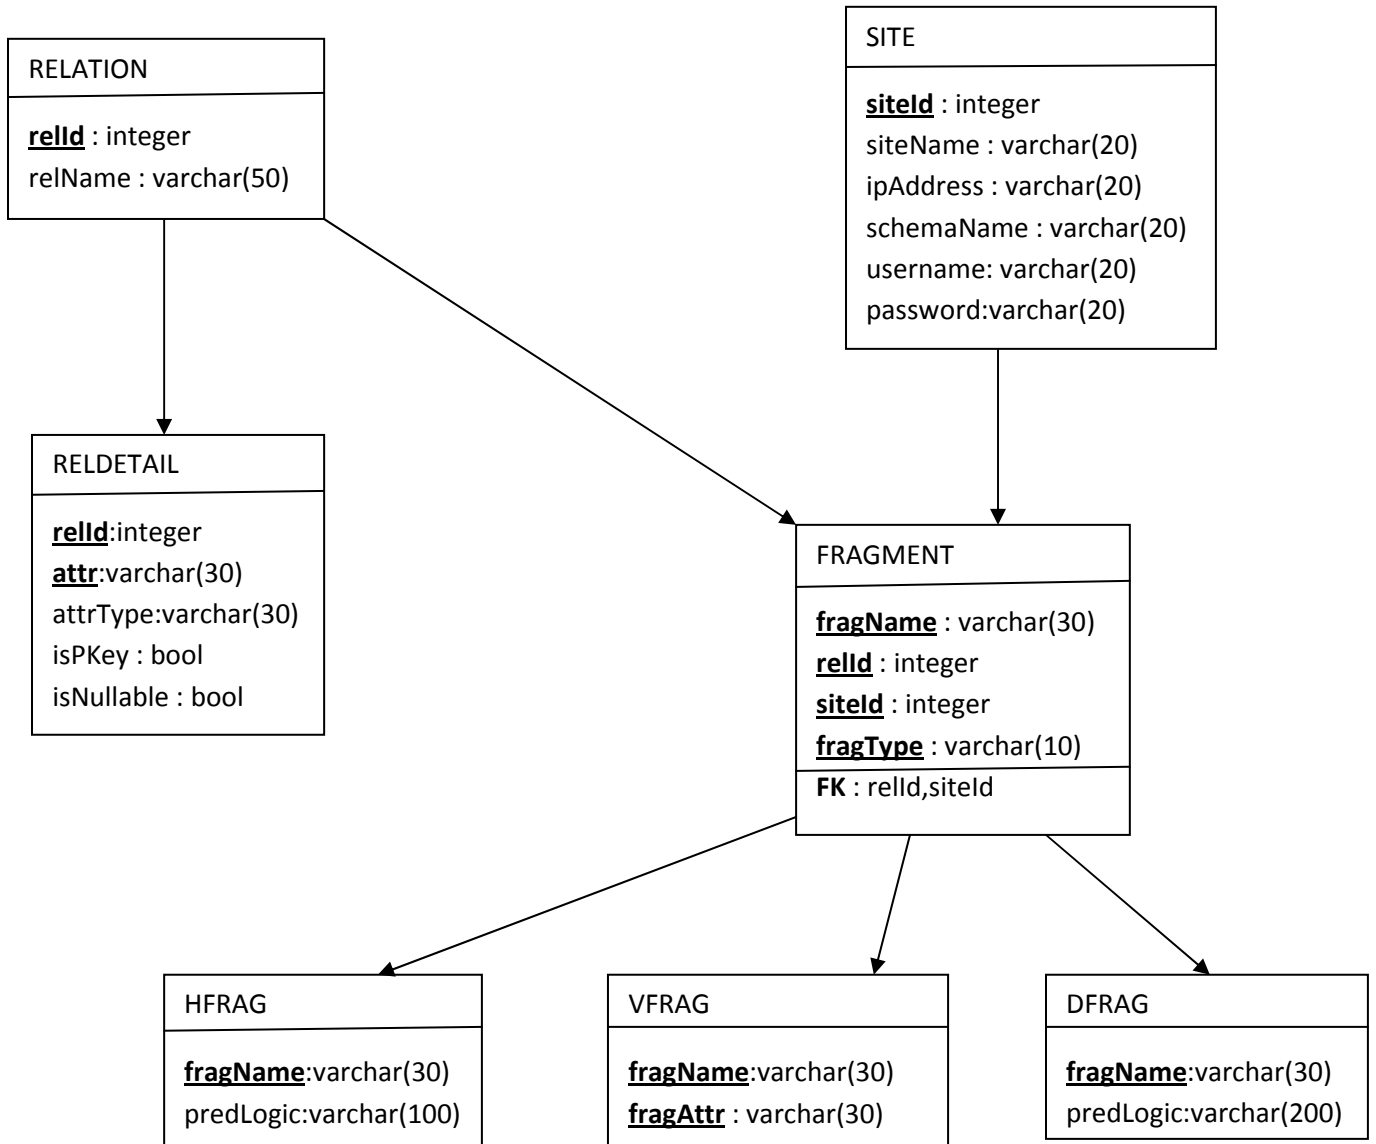 RELATION
relId : integer
relName : varchar(50)
SITE
siteId : integer
siteName : varchar(20)
ipAddress : varchar(20)
schemaName : varchar(20)
username: varchar(20)
password:varchar(20)
RELDETAIL
relId:integer
attr:varchar(30)
attrType:varchar(30)
isPKey : bool
isNullable : bool
FRAGMENT
fragName : varchar(30)
relId : integer
siteId : integer
fragType : varchar(10)
FK : relId,siteId
HFRAG
fragName:varchar(30)
predLogic:varchar(100)
VFRAG
fragName:varchar(30)
fragAttr : varchar(30)
DFRAG
fragName:varchar(30)
predLogic:varchar(200)